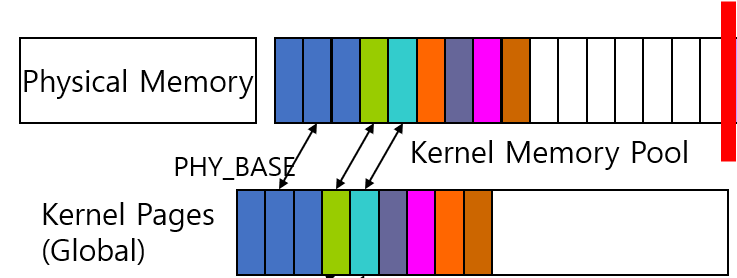 Physical Memory
Kernel Memory Pool
PHY_BASE
Kernel Pages
(Global)